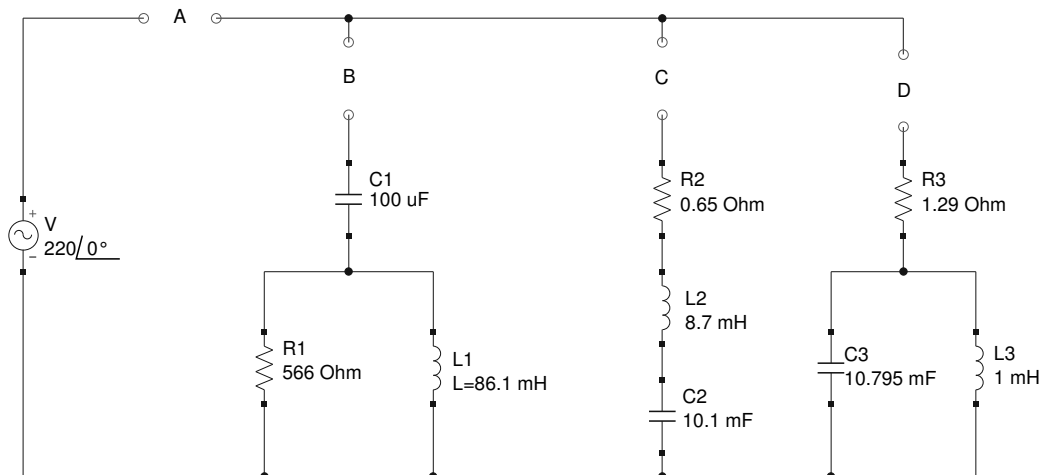 A
B
C
D
+
V
220/0°
−
C1
100 uF
R1
566 Ohm
L1
L=86.1 mH
R2
0.65 Ohm
L2
8.7 mH
C2
10.1 mF
R3
1.29 Ohm
C3
10.795 mF
L3
1 mH